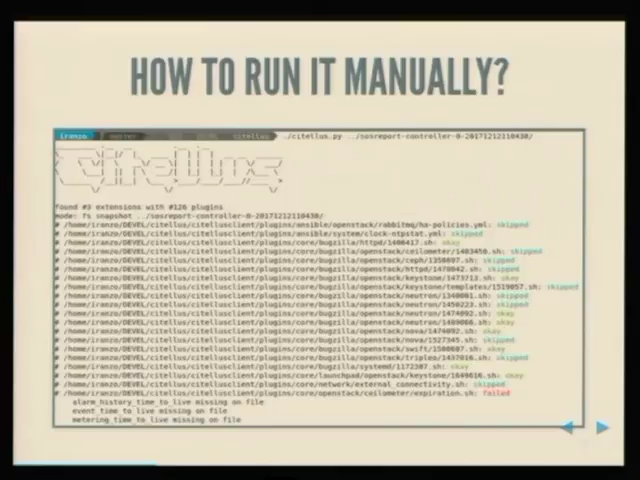 HOW TO RUN IT MANUALLY?
iranzo master citellus ./citellus.py ../sosreport-controller-0-20171212110438/
Citellus
found #3 extensions with #126 plugins
mode: fs snapshot ../sosreport-controller-0-20171212110438/
# /home/iranzo/DEVEL/citellus/citellusclient/plugins/ansible/openstack/rabbitmq/ha-policies.yml: skipped
# /home/iranzo/DEVEL/citellus/citellusclient/plugins/ansible/system/clock-ntpstat.yml: skipped
# /home/iranzo/DEVEL/citellus/citellusclient/plugins/core/bugzilla/httpd/1406417.sh: okay
# /home/iranzo/DEVEL/citellus/citellusclient/plugins/core/bugzilla/openstack/ceilometer/1483456.sh: skipped
# /home/iranzo/DEVEL/citellus/citellusclient/plugins/core/bugzilla/openstack/ceph/1358697.sh: skipped
# /home/iranzo/DEVEL/citellus/citellusclient/plugins/core/bugzilla/openstack/httpd/1478042.sh: skipped
# /home/iranzo/DEVEL/citellus/citellusclient/plugins/core/bugzilla/openstack/keystone/1473713.sh: okay
# /home/iranzo/DEVEL/citellus/citellusclient/plugins/core/bugzilla/openstack/keystone/templates/1519057.sh: skipped
# /home/iranzo/DEVEL/citellus/citellusclient/plugins/core/bugzilla/openstack/neutron/1340001.sh: skipped
# /home/iranzo/DEVEL/citellus/citellusclient/plugins/core/bugzilla/openstack/neutron/1450223.sh: skipped
# /home/iranzo/DEVEL/citellus/citellusclient/plugins/core/bugzilla/openstack/neutron/1474092.sh: okay
# /home/iranzo/DEVEL/citellus/citellusclient/plugins/core/bugzilla/openstack/neutron/1489066.sh: okay
# /home/iranzo/DEVEL/citellus/citellusclient/plugins/core/bugzilla/openstack/nova/1474092.sh: okay
# /home/iranzo/DEVEL/citellus/citellusclient/plugins/core/bugzilla/openstack/nova/1527345.sh: skipped
# /home/iranzo/DEVEL/citellus/citellusclient/plugins/core/bugzilla/openstack/swift/1500607.sh: okay
# /home/iranzo/DEVEL/citellus/citellusclient/plugins/core/bugzilla/openstack/tripleo/1437016.sh: skipped
# /home/iranzo/DEVEL/citellus/citellusclient/plugins/core/bugzilla/systemd/1172307.sh: okay
# /home/iranzo/DEVEL/citellus/citellusclient/plugins/core/launchpad/openstack/keystone/1649616.sh: okay
# /home/iranzo/DEVEL/citellus/citellusclient/plugins/core/network/external_connectivity.sh: skipped
# /home/iranzo/DEVEL/citellus/citellusclient/plugins/core/openstack/ceilometer/expiration.sh: failed
alarm_history_time_to_live missing on file
event_time_to_live missing on file
metering_time_to_live missing on file